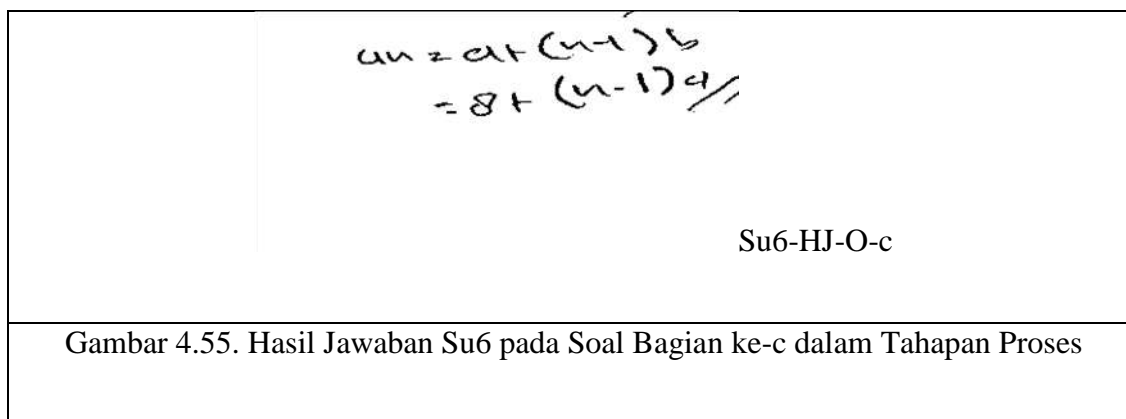 un = a + (n-1) b
= 8 + (n-1) 4
Su6-HJ-O-c
Gambar 4.55. Hasil Jawaban Su6 pada Soal Bagian ke-c dalam Tahapan Proses